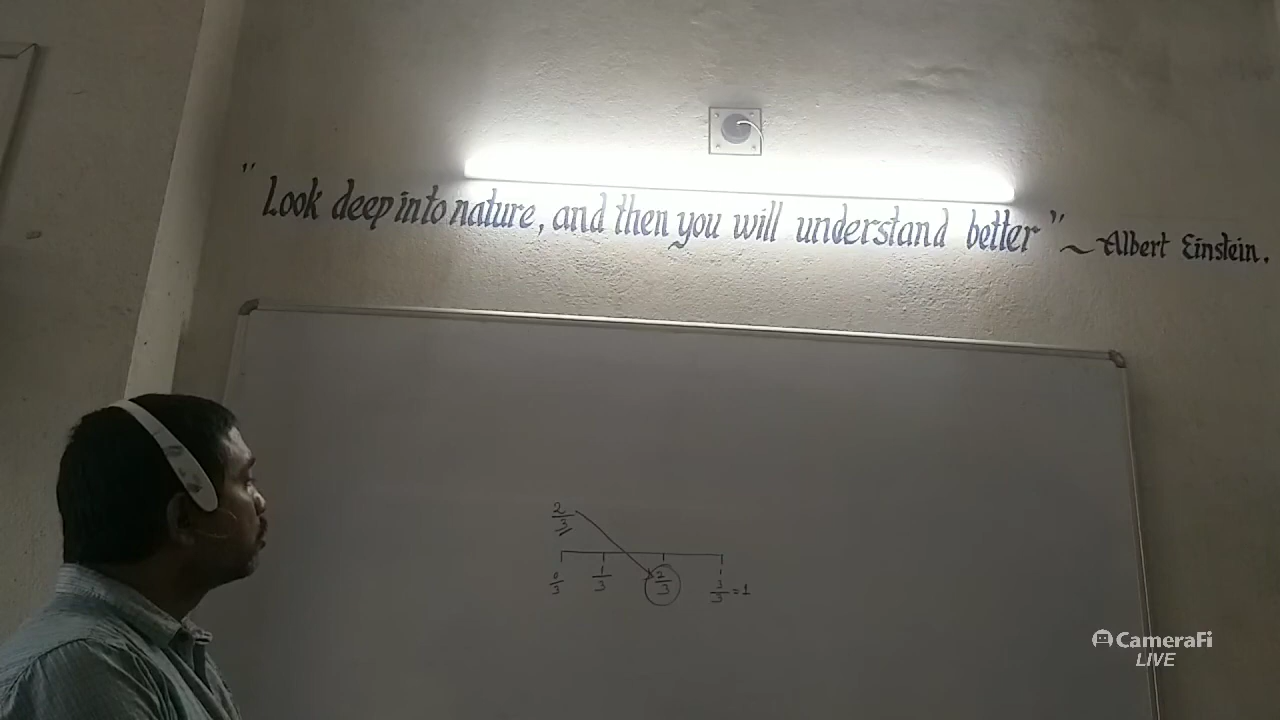 "Look deep into nature, and then you will understand better" ~ Albert Einstein.
2/3
0/3 1/3 2/3 3/3 = 1
CameraFi
LIVE